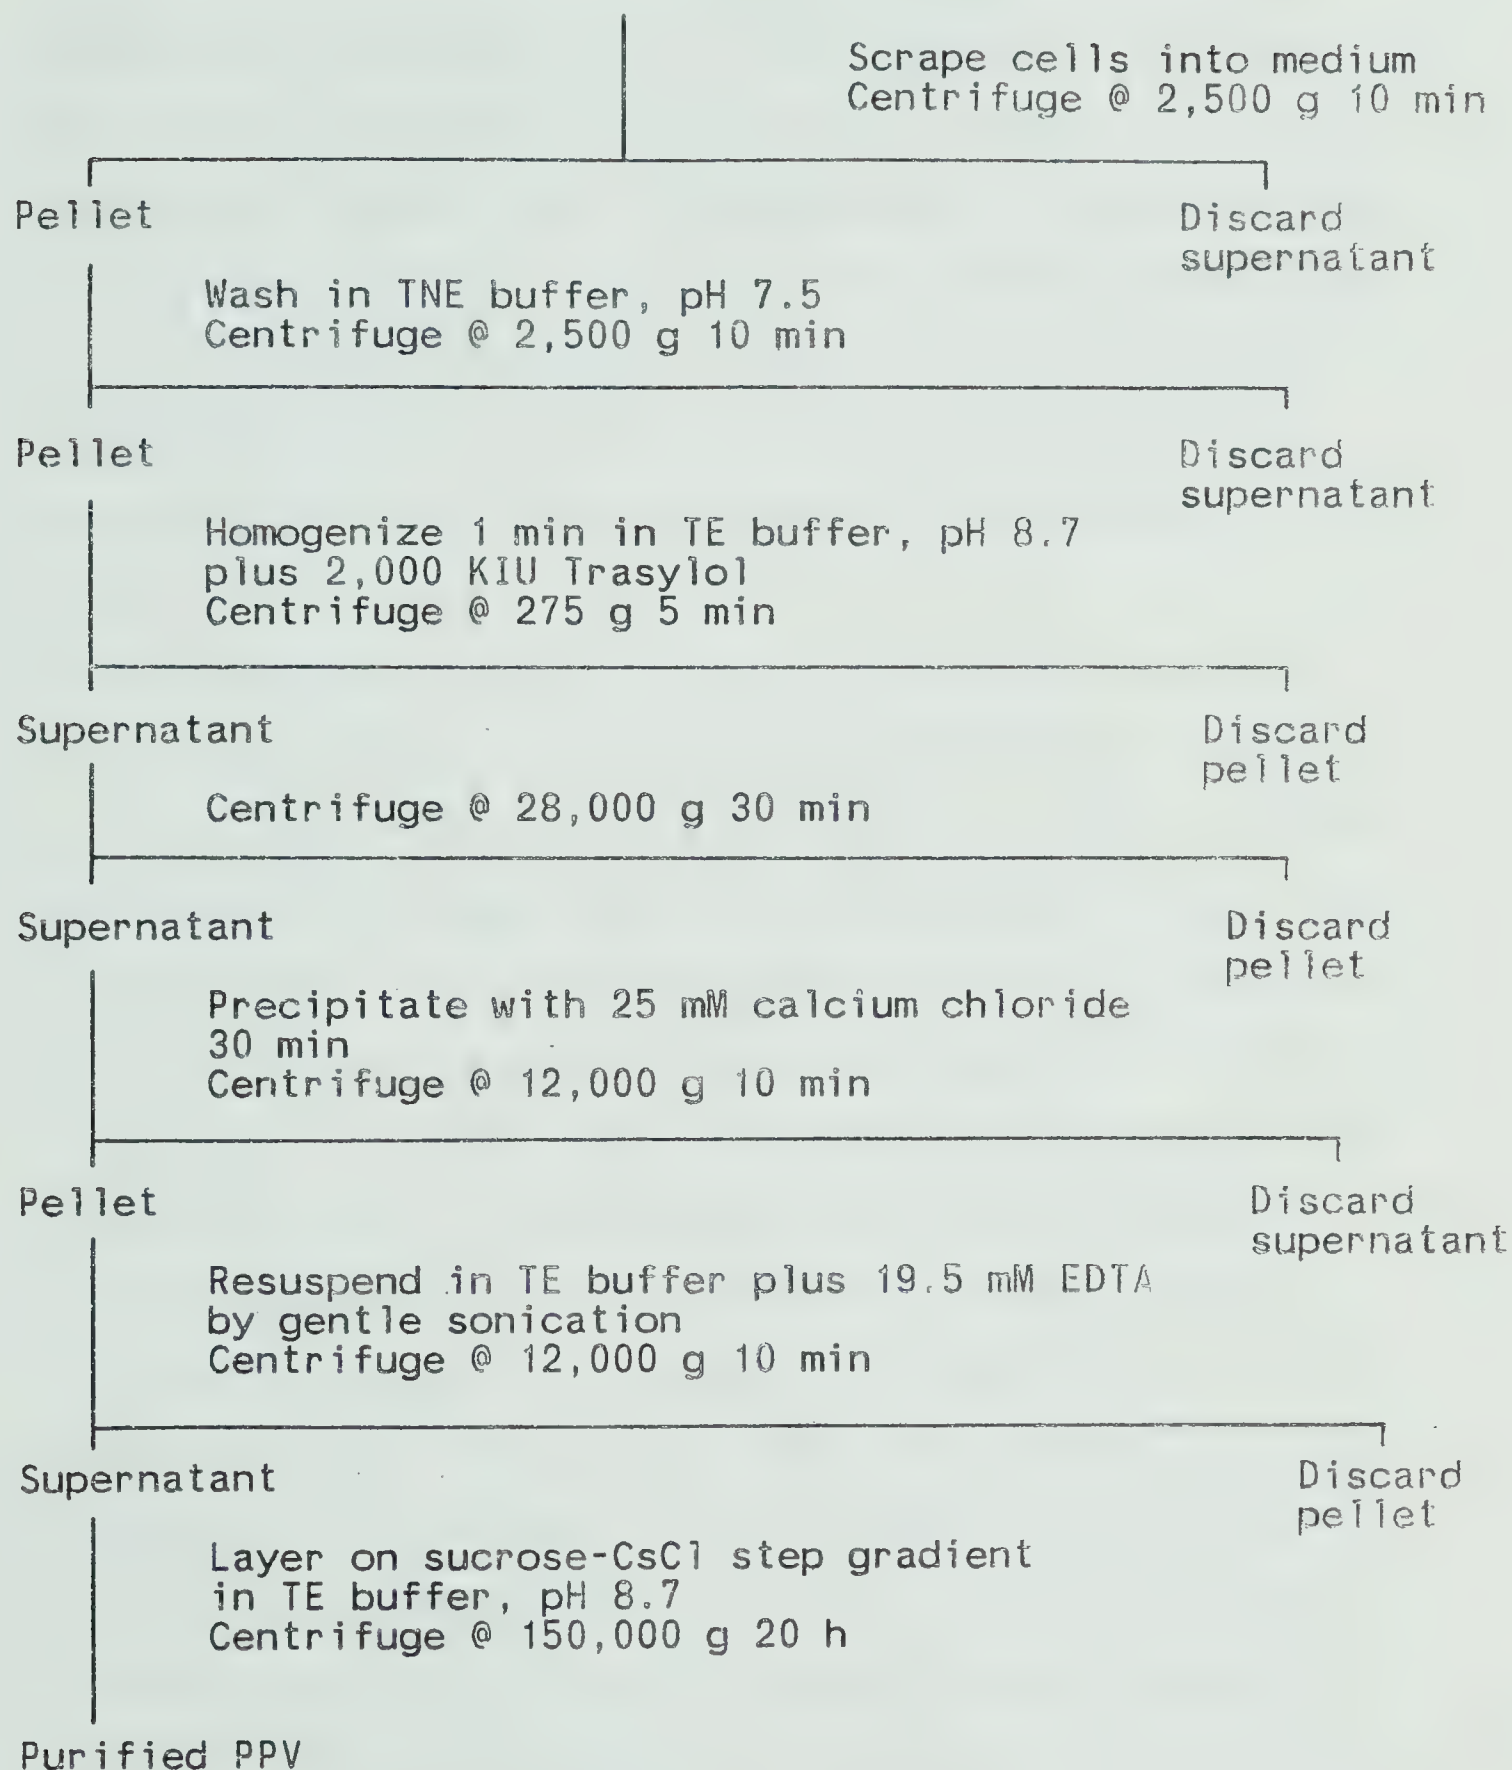 Scrape cells into medium
Centrifuge @ 2,500 g 10 min
Pellet
Discard
supernatant
Wash in TNE buffer, pH 7.5
Centrifuge @ 2,500 g 10 min
Pellet
Discard
supernatant
Homogenize 1 min in TE buffer, pH 8.7
plus 2,000 KIU Trasylol
Centrifuge @ 275 g 5 min
Supernatant
Discard
pellet
Centrifuge @ 28,000 g 30 min
Supernatant
Discard
pellet
Precipitate with 25 mM calcium chloride
30 min
Centrifuge @ 12,000 g 10 min
Pellet
Discard
supernatant
Resuspend in TE buffer plus 19.5 mM EDTA
by gentle sonication
Centrifuge @ 12,000 g 10 min
Supernatant
Discard
pellet
Layer on sucrose-CsCl step gradient
in TE buffer, pH 8.7
Centrifuge @ 150,000 g 20 h
Purified PPV